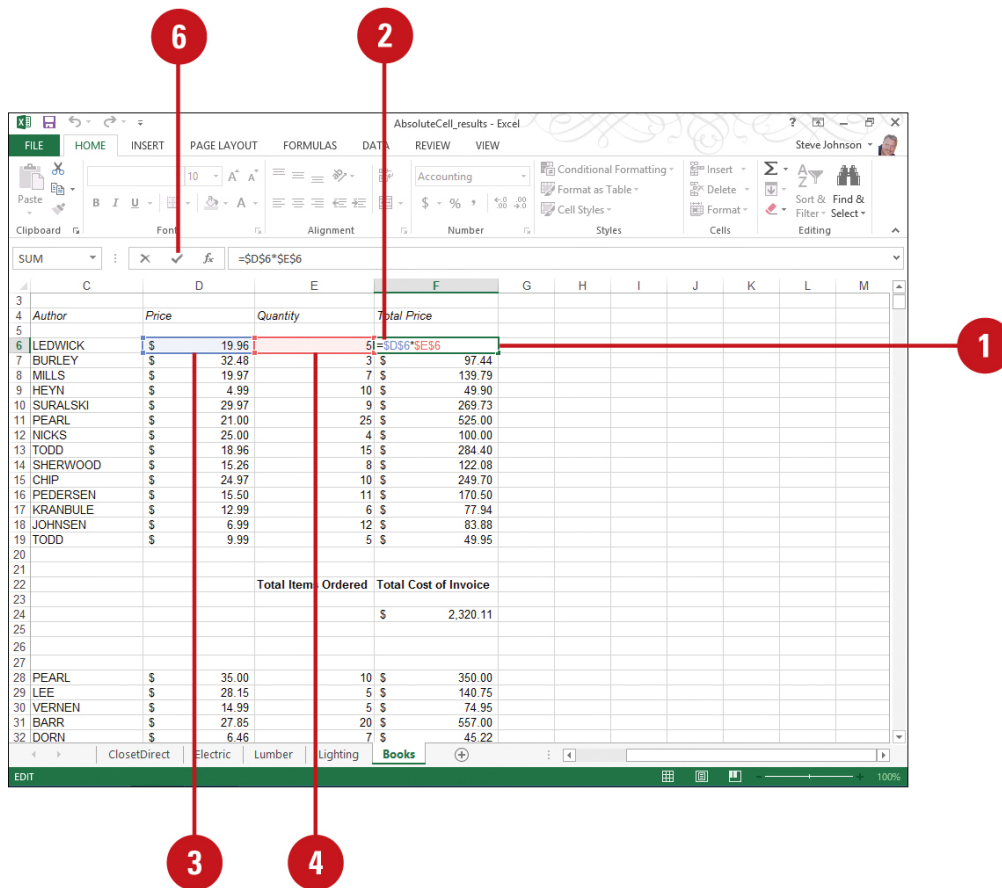 6 2
AbsoluteCell_results - Excel ?
FILE HOME INSERT PAGE LAYOUT FORMULAS DATA REVIEW VIEW Steve Johnson
Paste 10 A A Accounting Conditional Formatting Insert Σ A Z
B I U A $ % , .0 .00 Format as Table Delete Sort & Find &
Cell Styles Format Filter Select
Clipboard Font Alignment Number Styles Cells Editing
SUM fx =$D$6*$E$6
C D E F G H I J K L M
3
4 Author Price Quantity Total Price
5
6 LEDWICK $ 19.96 5 =$D$6*$E$6 1
7 BURLEY $ 32.48 3 $ 97.44
8 MILLS $ 19.97 7 $ 139.79
9 HEYN $ 4.99 10 $ 49.90
10 SURALSKI $ 29.97 9 $ 269.73
11 PEARL $ 21.00 25 $ 525.00
12 NICKS $ 25.00 4 $ 100.00
13 TODD $ 18.96 15 $ 284.40
14 SHERWOOD $ 15.26 8 $ 122.08
15 CHIP $ 24.97 10 $ 249.70
16 PEDERSEN $ 15.50 11 $ 170.50
17 KRANBULE $ 12.99 6 $ 77.94
18 JOHNSEN $ 6.99 12 $ 83.88
19 TODD $ 9.99 5 $ 49.95
20
21
22 Total Items Ordered Total Cost of Invoice
23
24 $ 2,320.11
25
26
27
28 PEARL $ 35.00 10 $ 350.00
29 LEE $ 28.15 5 $ 140.75
30 VERNEN $ 14.99 5 $ 74.95
31 BARR $ 27.85 20 $ 557.00
32 DORN $ 6.46 7 $ 45.22
ClosetDirect Electric Lumber Lighting Books
EDIT 100%
3 4